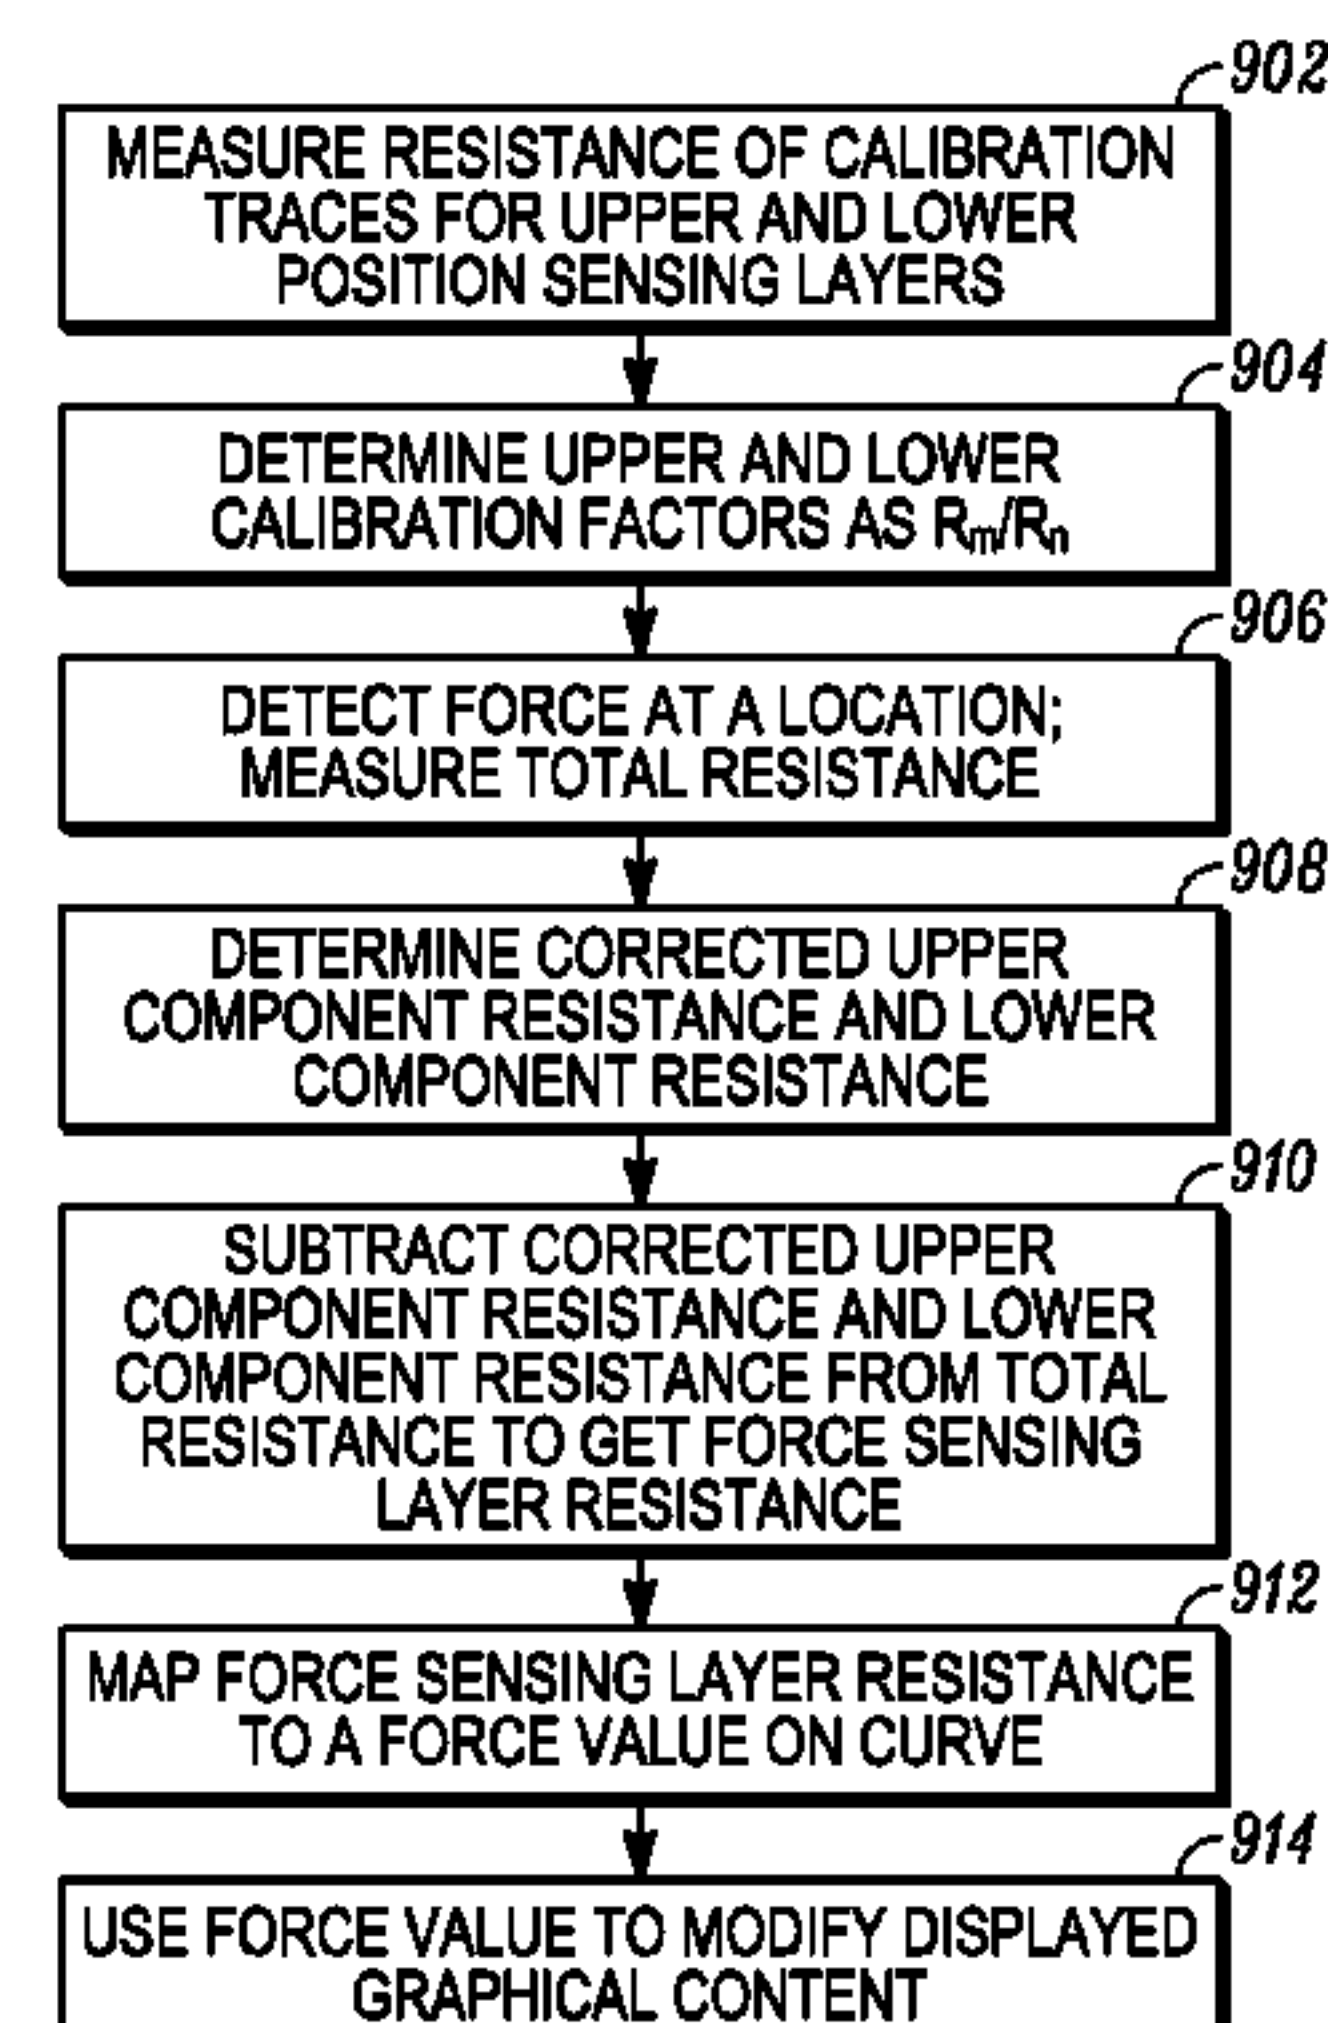 902
MEASURE RESISTANCE OF CALIBRATION
TRACES FOR UPPER AND LOWER
POSITION SENSING LAYERS
904
DETERMINE UPPER AND LOWER
CALIBRATION FACTORS AS Rm/Rn
906
DETECT FORCE AT A LOCATION;
MEASURE TOTAL RESISTANCE
908
DETERMINE CORRECTED UPPER
COMPONENT RESISTANCE AND LOWER
COMPONENT RESISTANCE
910
SUBTRACT CORRECTED UPPER
COMPONENT RESISTANCE AND LOWER
COMPONENT RESISTANCE FROM TOTAL
RESISTANCE TO GET FORCE SENSING
LAYER RESISTANCE
912
MAP FORCE SENSING LAYER RESISTANCE
TO A FORCE VALUE ON CURVE
914
USE FORCE VALUE TO MODIFY DISPLAYED
GRAPHICAL CONTENT